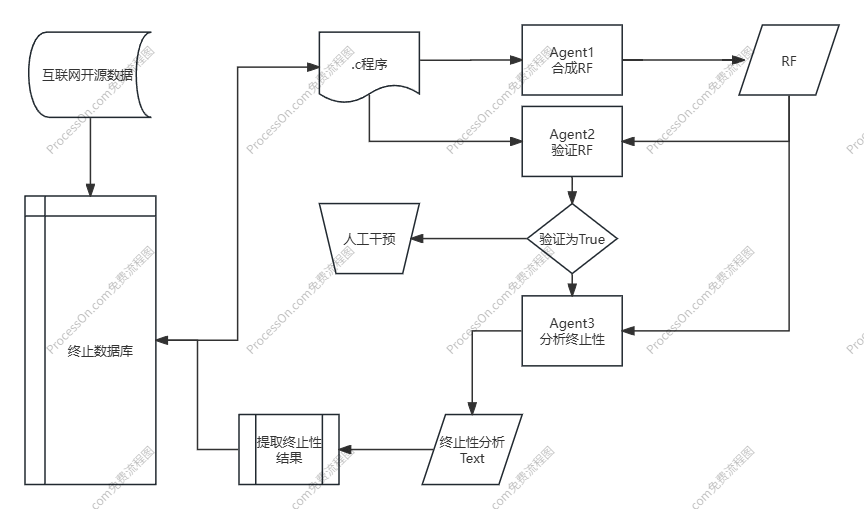 互联网开源数据
.c程序
Agent1
合成RF
RF
Agent2
验证RF
人工干预
验证为True
Agent3
分析终止性
终止数据库
提取终止性
结果
终止性分析
Text
ProcessOn.com免费流程图
ProcessOn.com免费流程图
ProcessOn.com免费流程图
ProcessOn.com免费流程图
ProcessOn.com免费流程图
ProcessOn.com免费流程图
ProcessOn.com免费流程图
ProcessOn.com免费流程图
.com免费流程图
.com免费流程图
.com免费流程图
.com免费流程图